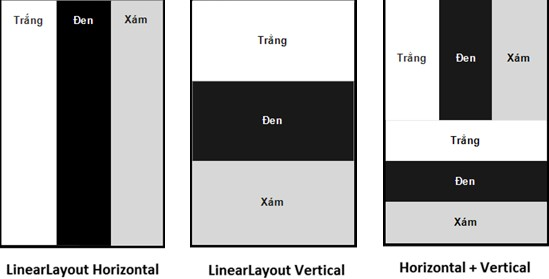 Trắng
Đen
Xám
LinearLayout Horizontal
Trắng
Đen
Xám
LinearLayout Vertical
Trắng
Đen
Xám
Trắng
Đen
Xám
Horizontal + Vertical